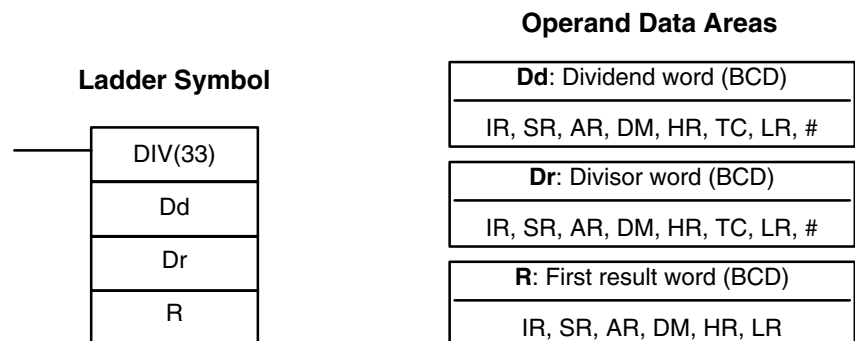 Ladder Symbol
DIV(33)
Dd
Dr
R
Operand Data Areas
Dd: Dividend word (BCD)
IR, SR, AR, DM, HR, TC, LR, #
Dr: Divisor word (BCD)
IR, SR, AR, DM, HR, TC, LR, #
R: First result word (BCD)
IR, SR, AR, DM, HR, LR